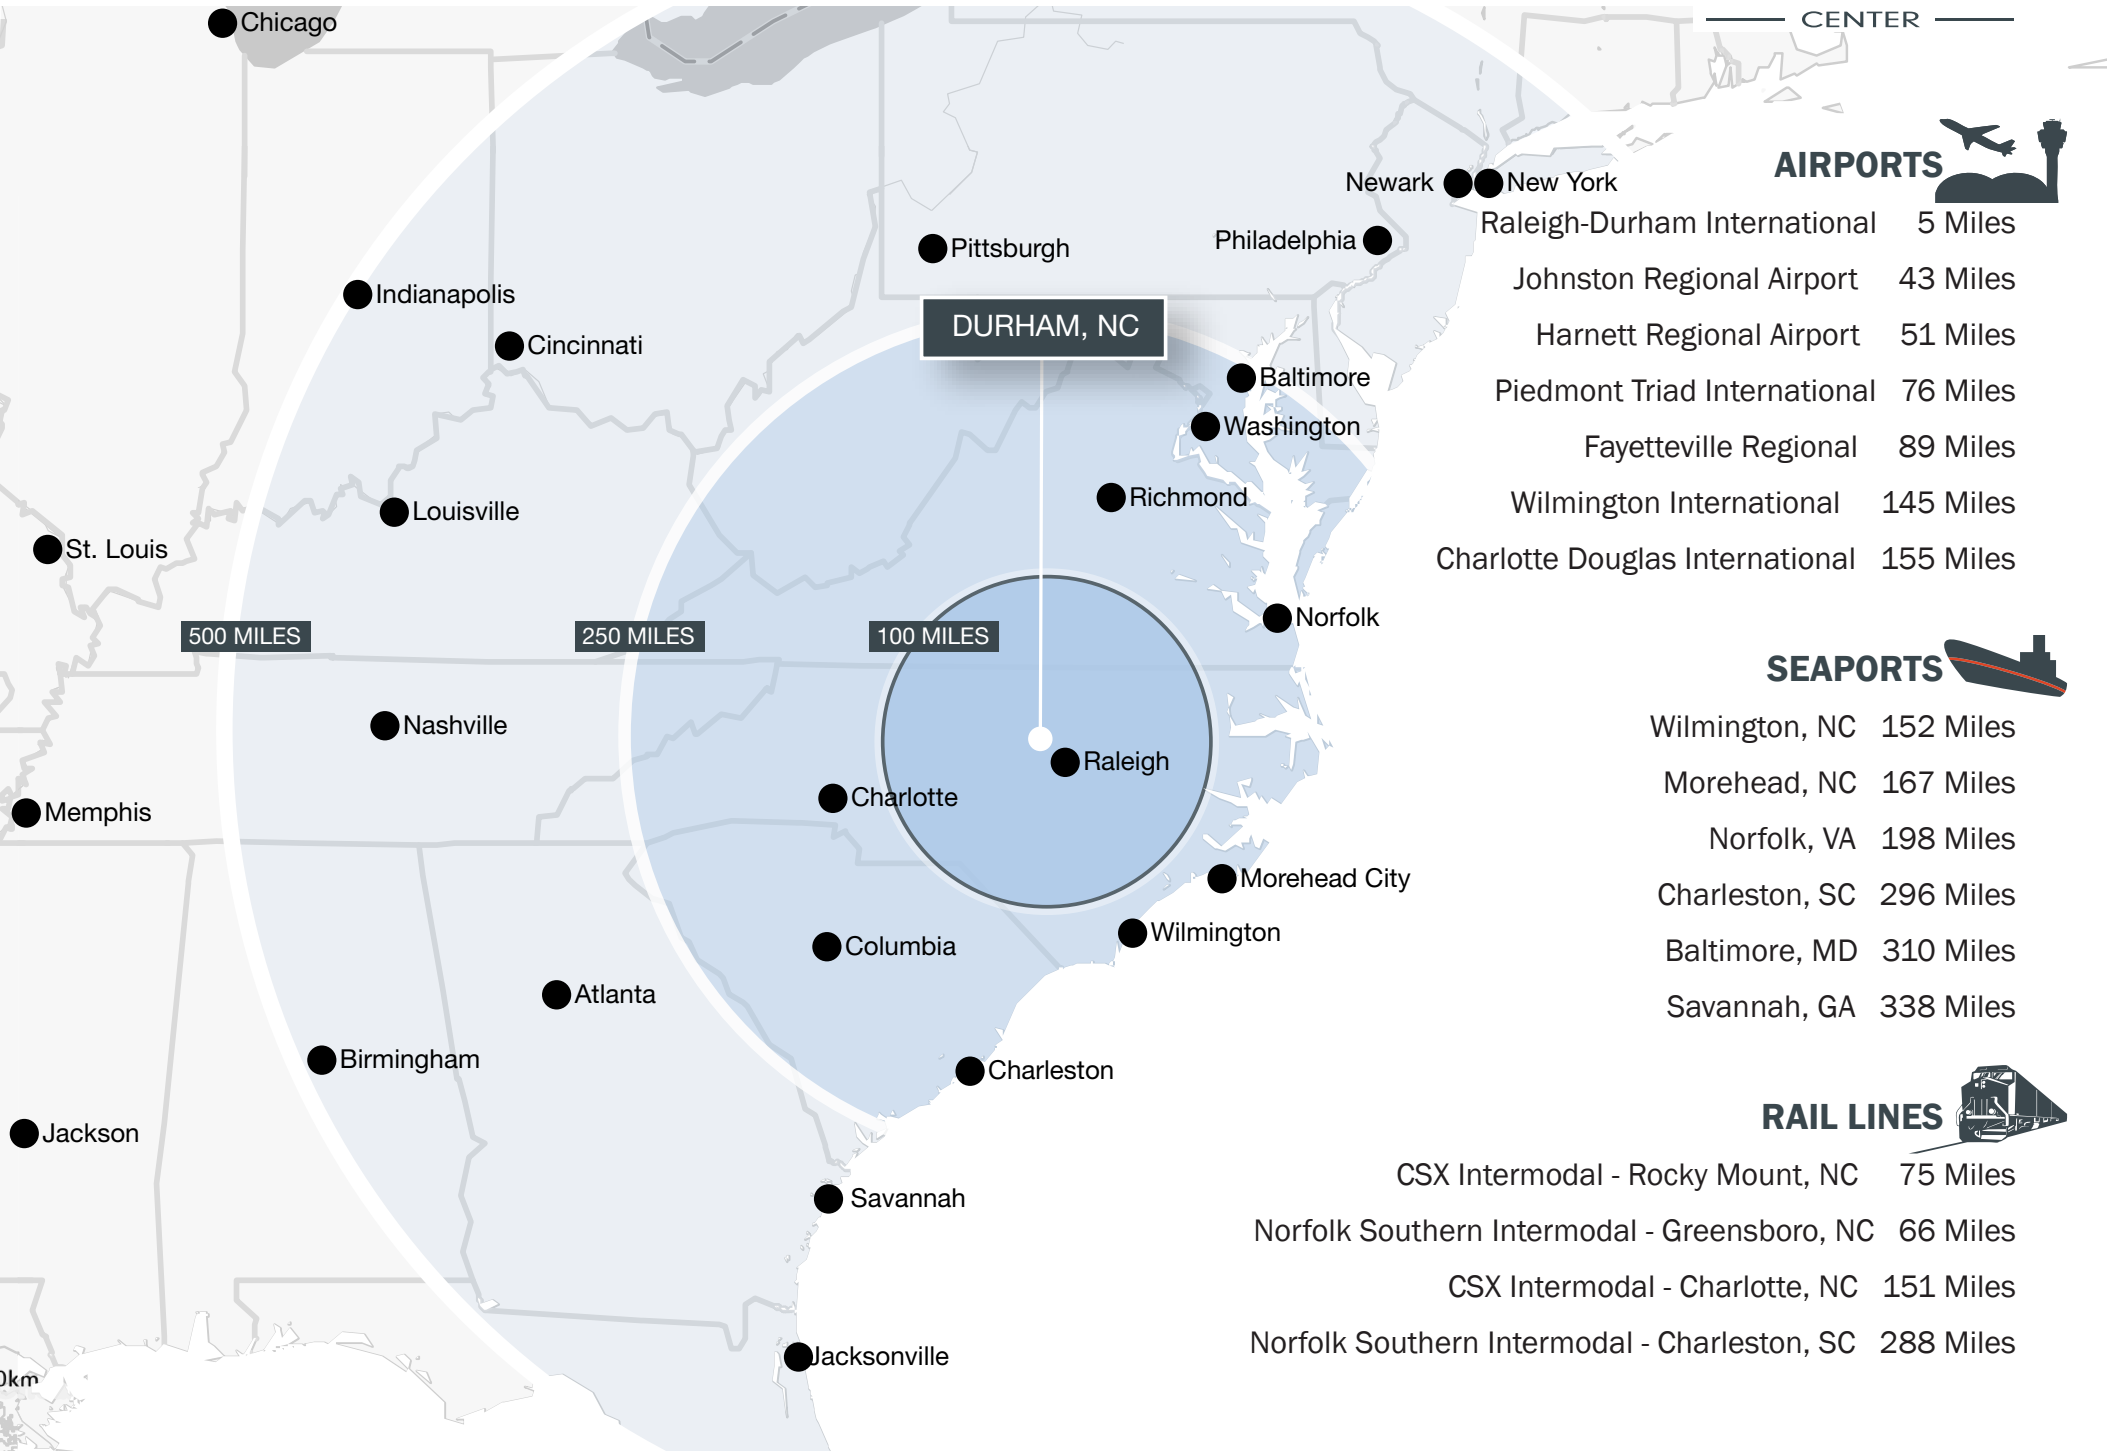 CENTER
Chicago
AIRPORTS
Newark
New York
Raleigh-Durham International 5 Miles
Philadelphia
Pittsburgh
Johnston Regional Airport 43 Miles
Indianapolis
DURHAM, NC
Harnett Regional Airport 51 Miles
Cincinnati
Baltimore
Piedmont Triad International 76 Miles
Washington
Fayetteville Regional 89 Miles
Richmond
Wilmington International 145 Miles
Louisville
St. Louis
Charlotte Douglas International 155 Miles
Norfolk
500 MILES
250 MILES
100 MILES
SEAPORTS
Nashville
Wilmington, NC 152 Miles
Raleigh
Morehead, NC 167 Miles
Charlotte
Memphis
Norfolk, VA 198 Miles
Morehead City
Charleston, SC 296 Miles
Wilmington
Columbia
Baltimore, MD 310 Miles
Atlanta
Savannah, GA 338 Miles
Birmingham
Charleston
RAIL LINES
Jackson
CSX Intermodal - Rocky Mount, NC 75 Miles
Savannah
Norfolk Southern Intermodal - Greensboro, NC 66 Miles
CSX Intermodal - Charlotte, NC 151 Miles
Norfolk Southern Intermodal - Charleston, SC 288 Miles
Jacksonville
0km